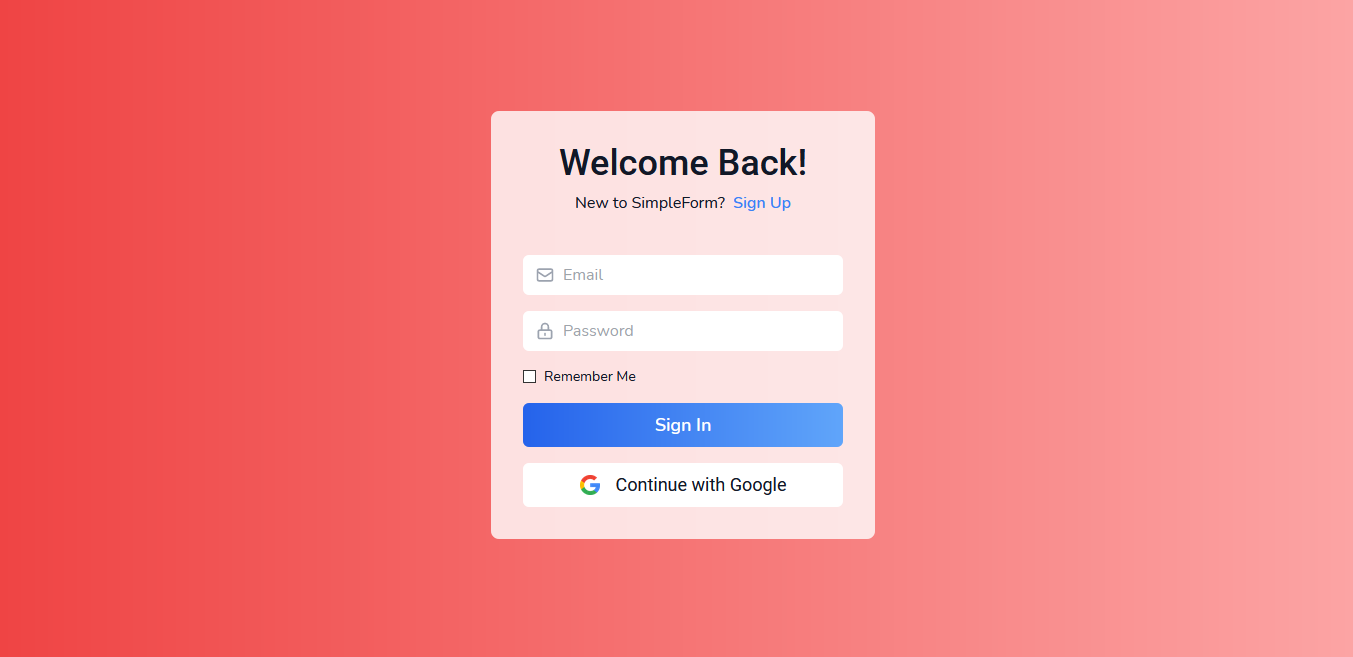 Welcome Back!
New to SimpleForm? Sign Up
Email
Password
Remember Me
Sign In
Continue with Google